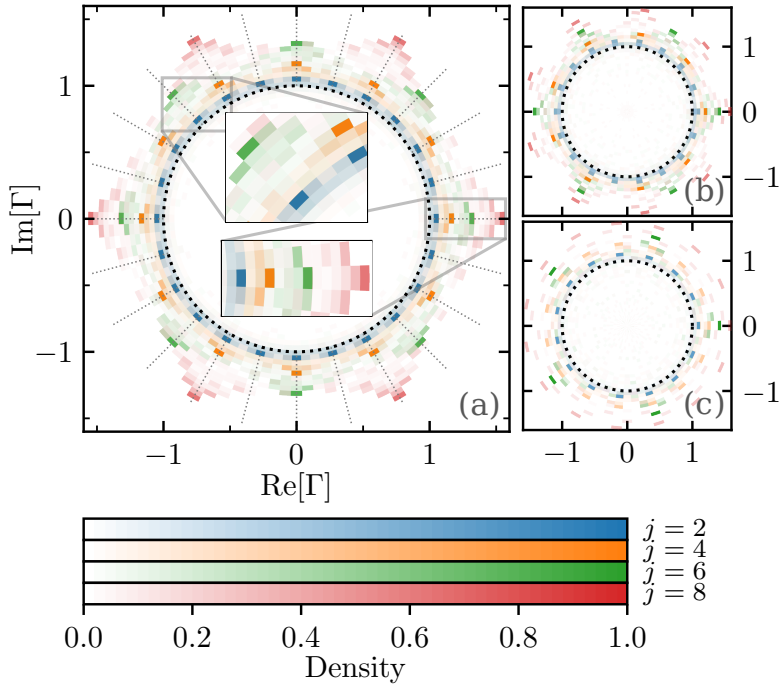 1
0
−1
Im[Γ]
−1
0
1
Re[Γ]
(a)
1
0
−1
(b)
1
0
−1
(c)
−1
0
1
j = 2
j = 4
j = 6
j = 8
0.0
0.2
0.4
0.6
0.8
1.0
Density